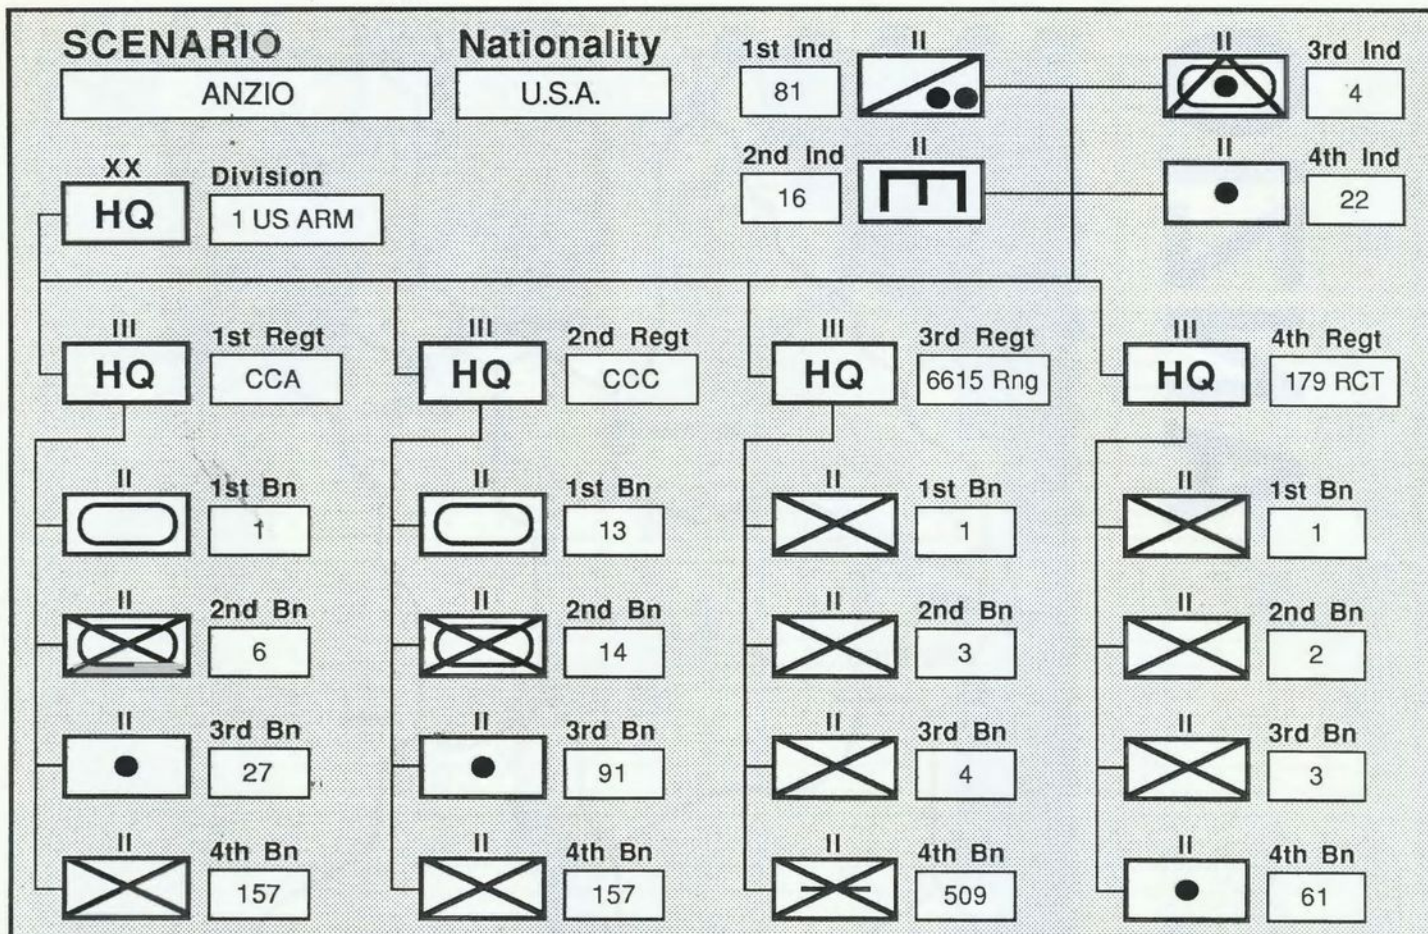 SCENARIO Nationality
ANZIO U.S.A.
1st Ind II II 3rd Ind
81 4
2nd Ind II II 4th Ind
16 22
XX Division
HQ 1 US ARM
III 1st Regt III 2nd Regt III 3rd Regt III 4th Regt
HQ CCA HQ CCC HQ 6615 Rng HQ 179 RCT
II 1st Bn II 1st Bn II 1st Bn II 1st Bn
1 13 1 1
II 2nd Bn II 2nd Bn II 2nd Bn II 2nd Bn
6 14 3 2
II 3rd Bn II 3rd Bn II 3rd Bn II 3rd Bn
27 91 4 3
II 4th Bn II 4th Bn II 4th Bn II 4th Bn
157 157 509 61